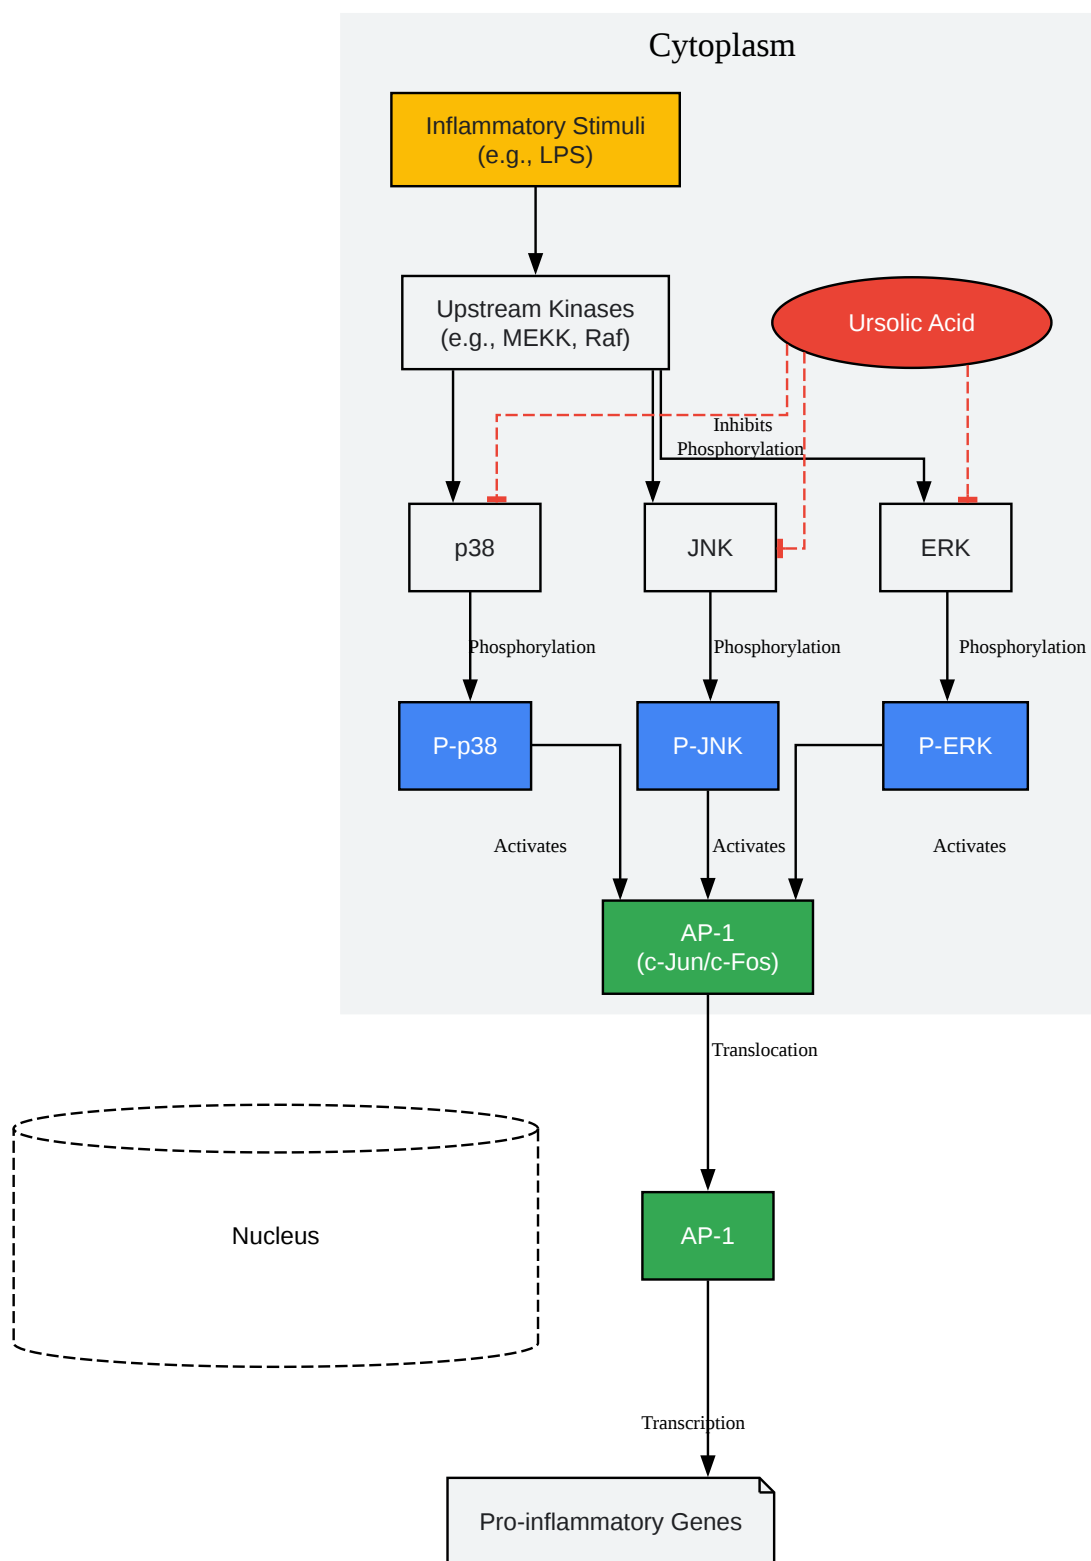 Cytoplasm
Inflammatory Stimuli
(e.g., LPS)
Upstream Kinases
(e.g., MEKK, Raf)
Ursolic Acid
Inhibits
Phosphorylation
p38
JNK
ERK
Phosphorylation
Phosphorylation
Phosphorylation
P-p38
P-JNK
P-ERK
Activates
Activates
Activates
AP-1
(c-Jun/c-Fos)
Translocation
Nucleus
AP-1
Transcription
Pro-inflammatory Genes